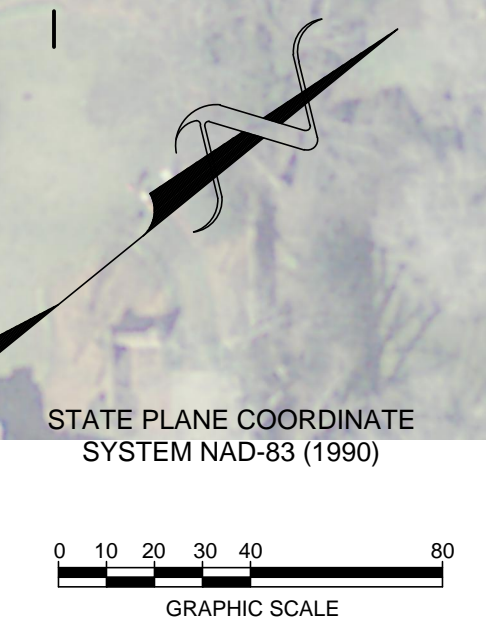 N
STATE PLANE COORDINATE
SYSTEM NAD-83 (1990)
0 10 20 30 40 80
GRAPHIC SCALE